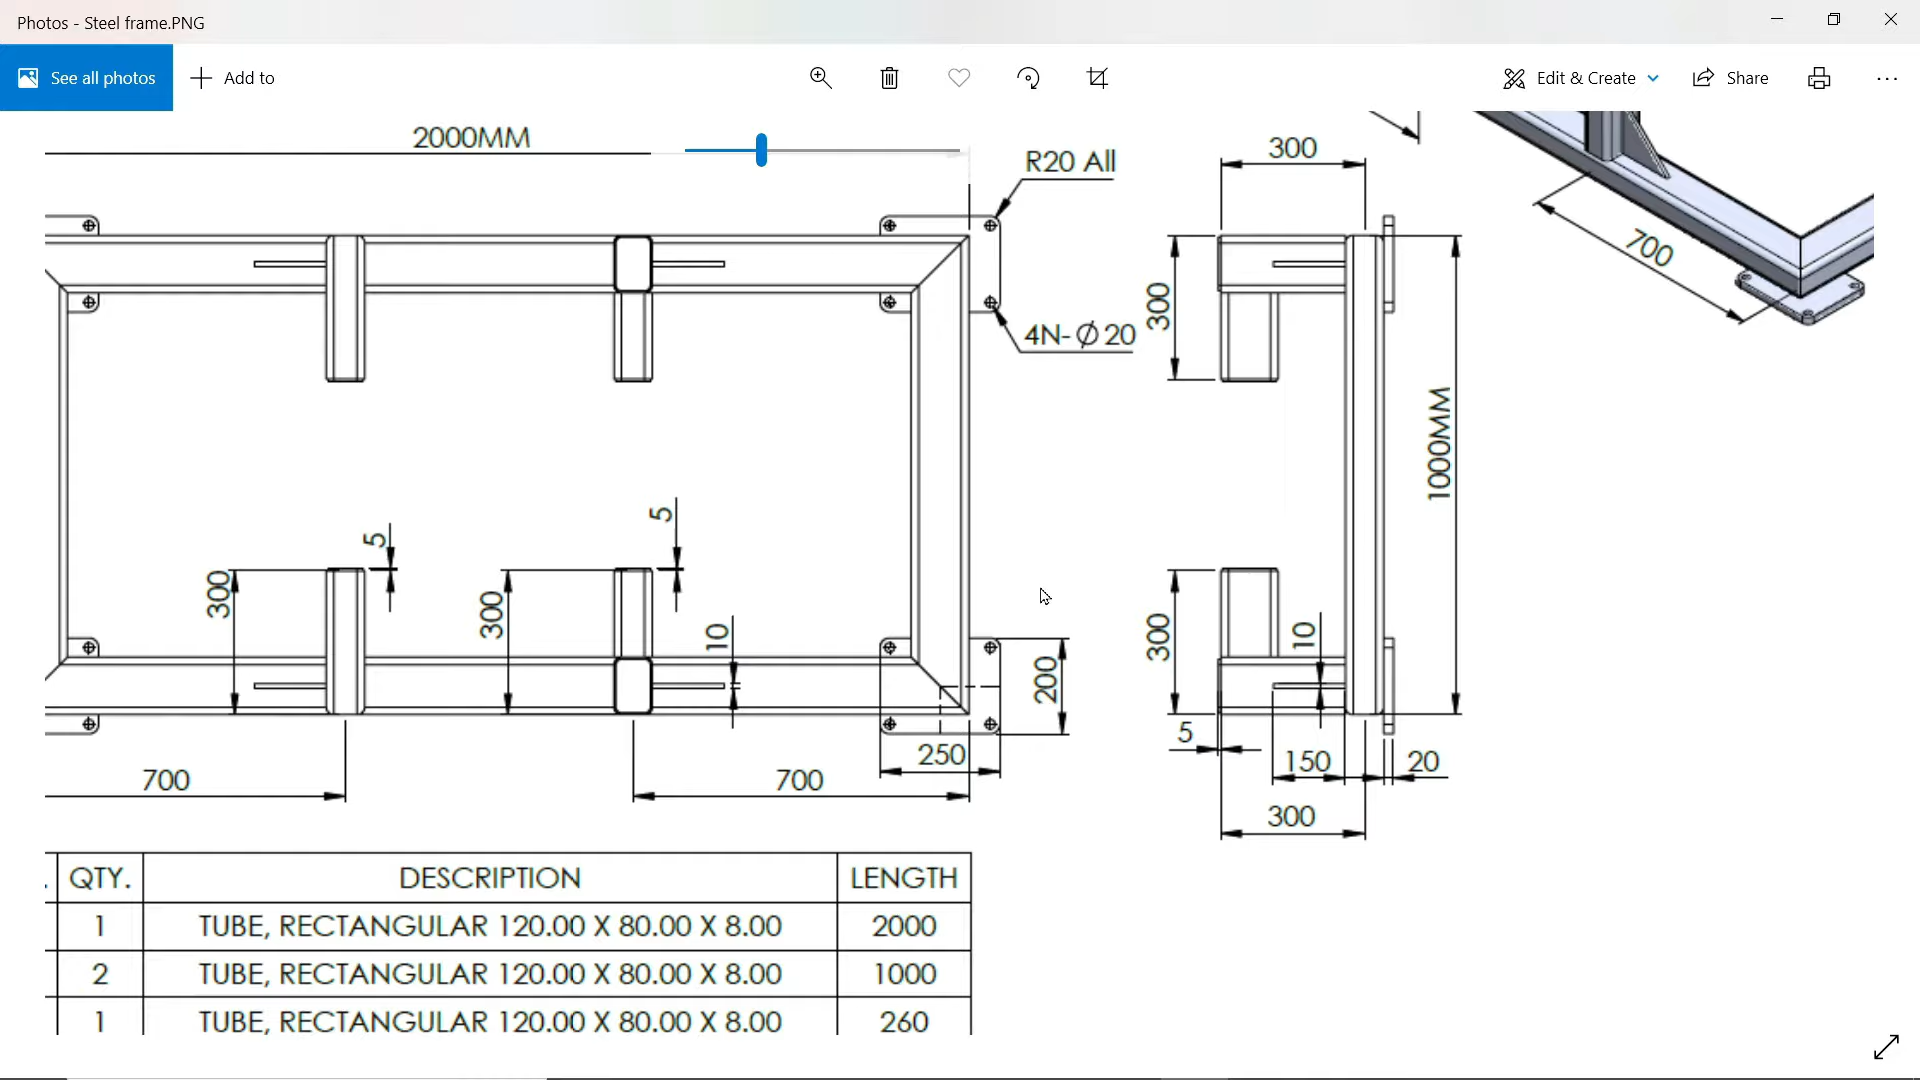 Photos - Steel frame.PNG
See all photos
Add to
Edit & Create
Share
2000MM
R20 All
4N-Ø20
300
300
1000MM
700
5
5
300
300
10
200
250
700
700
300
10
5
150
20
300
QTY. DESCRIPTION LENGTH
1 TUBE, RECTANGULAR 120.00 X 80.00 X 8.00 2000
2 TUBE, RECTANGULAR 120.00 X 80.00 X 8.00 1000
1 TUBE, RECTANGULAR 120.00 X 80.00 X 8.00 260